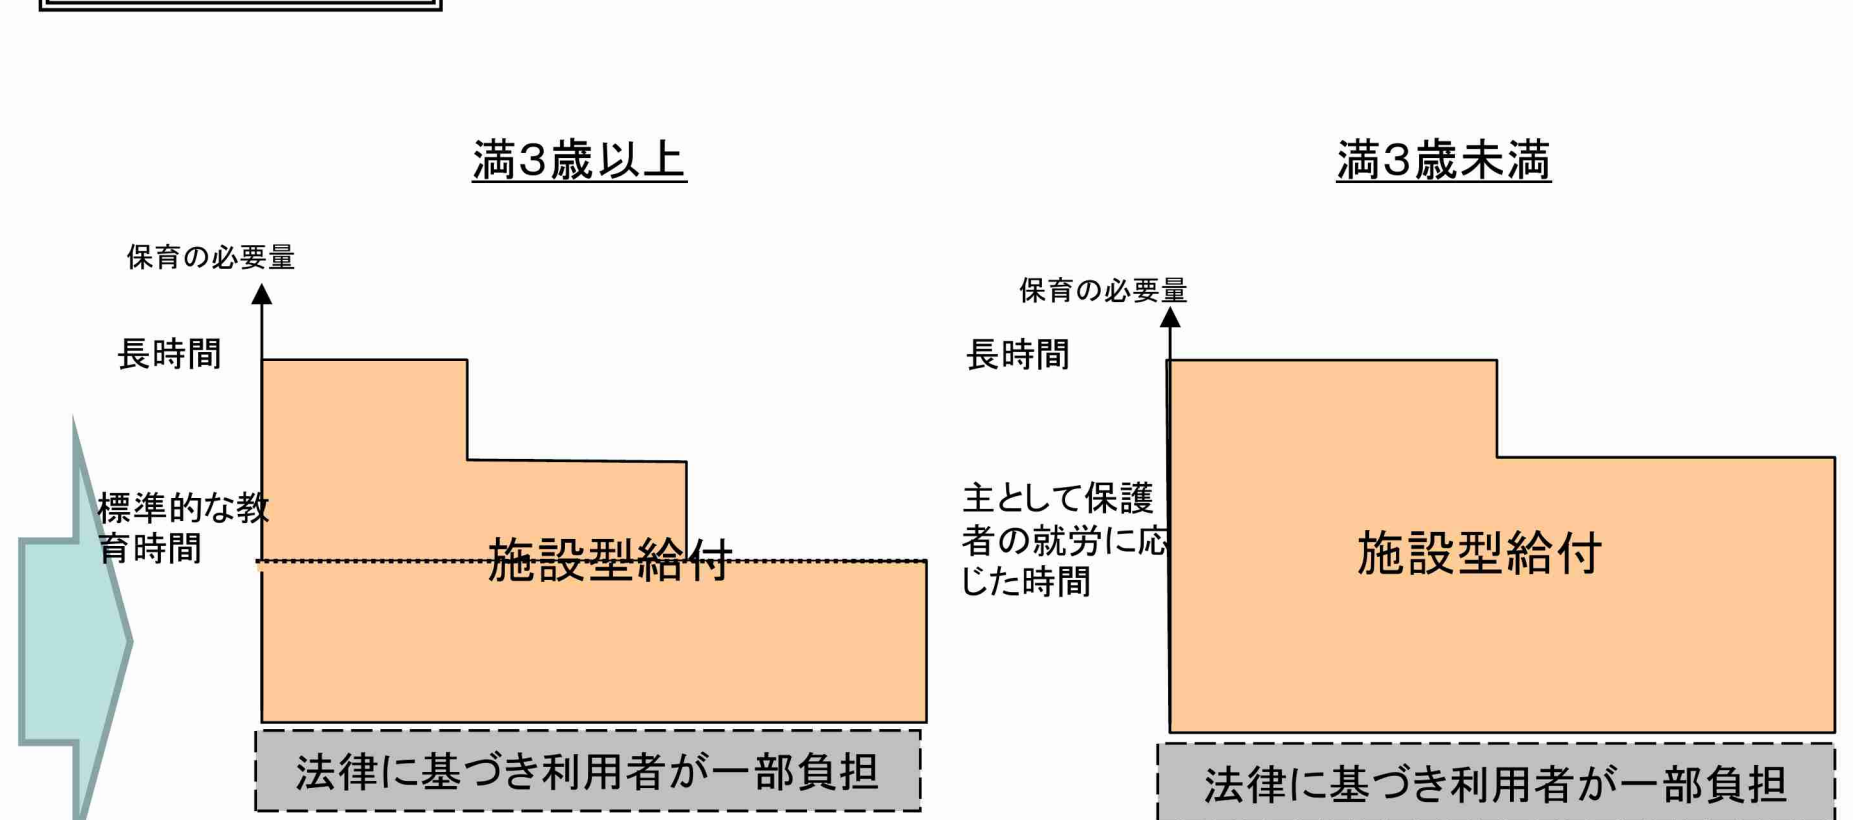 満３歳以上
保育の必要量
長時間
標準的な教
育時間
施設型給付
法律に基づき利用者が一部負担
満３歳未満
保育の必要量
長時間
主として保護
者の就労に応
じた時間
施設型給付
法律に基づき利用者が一部負担